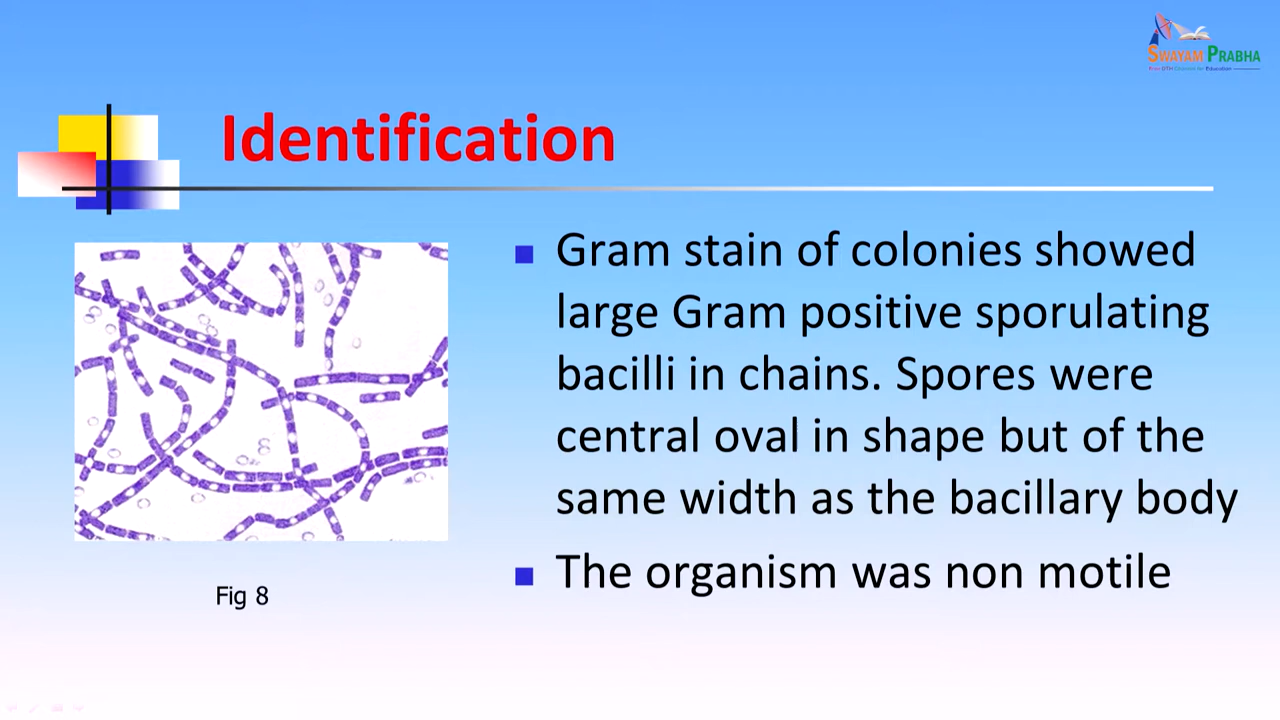 SWAYAM PRABHA
Identification
Gram stain of colonies showed
large Gram positive sporulating
bacilli in chains. Spores were
central oval in shape but of the
same width as the bacillary body
The organism was non motile
Fig 8